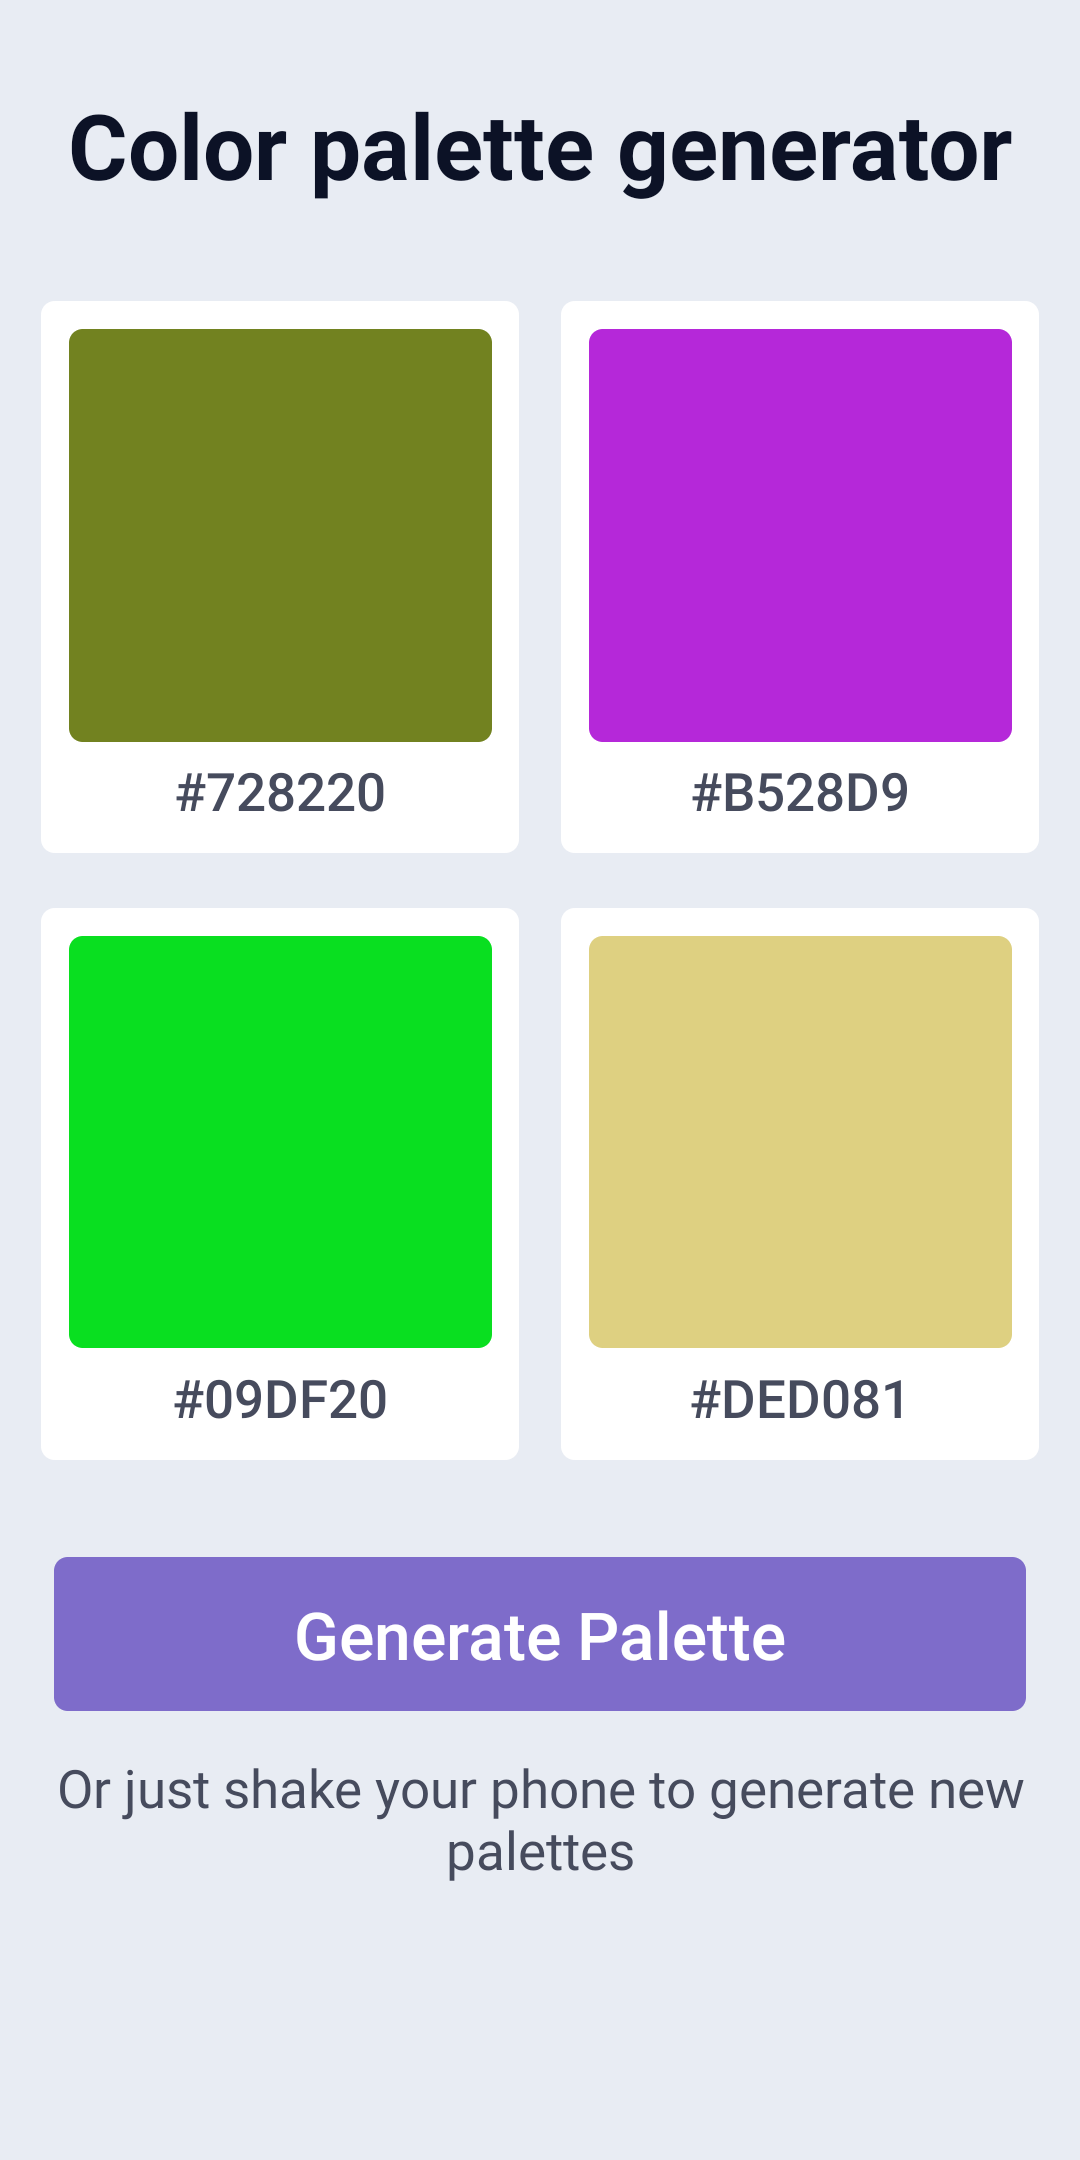 Color palette generator
#728220
#B528D9
#09DF20
#DED081
Generate Palette
Or just shake your phone to generate new
palettes